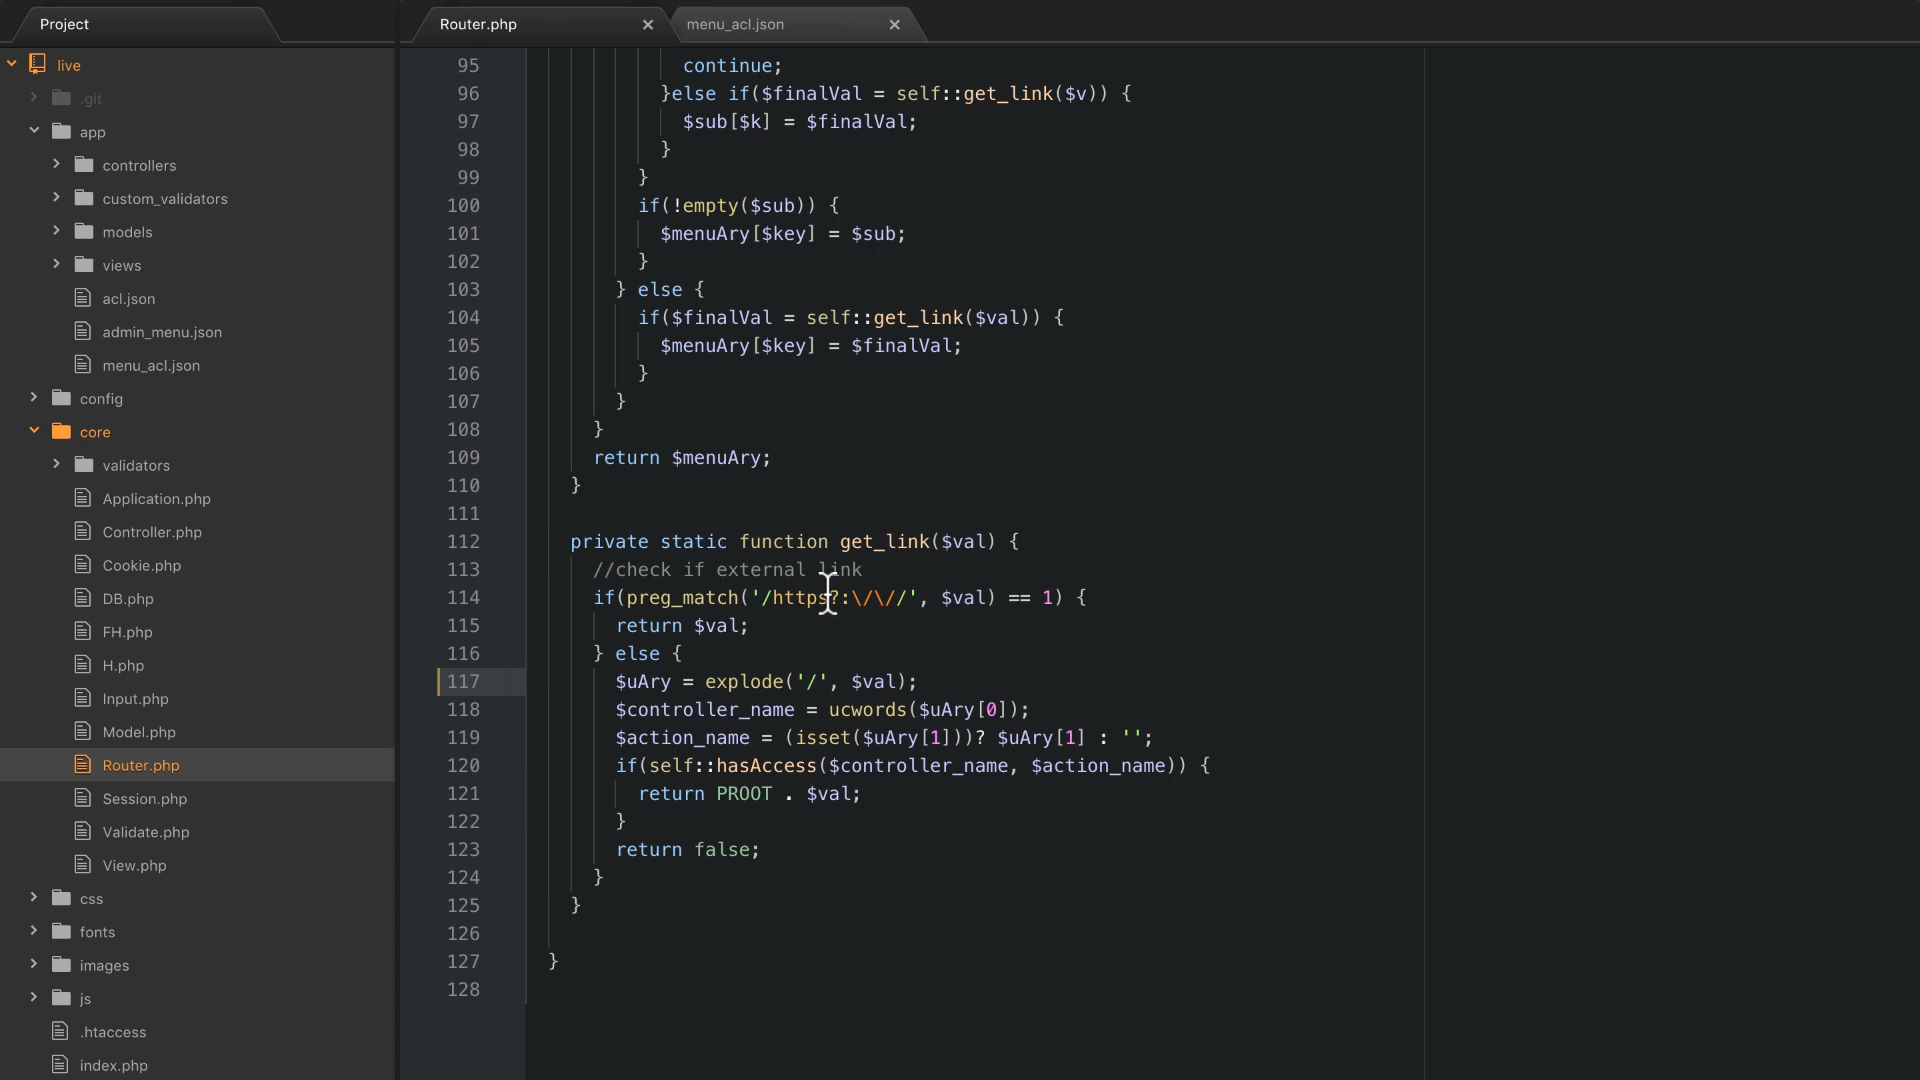 Project
live
.git
app
controllers
custom_validators
models
views
acl.json
admin_menu.json
menu_acl.json
config
core
validators
Application.php
Controller.php
Cookie.php
DB.php
FH.php
H.php
Input.php
Model.php
Router.php
Session.php
Validate.php
View.php
css
fonts
images
js
.htaccess
index.php
Router.php
menu_acl.json
95 continue;
96 }else if($finalVal = self::get_link($v)) {
97 $sub[$k] = $finalVal;
98 }
99 }
100 if(!empty($sub)) {
101 $menuAry[$key] = $sub;
102 }
103 } else {
104 if($finalVal = self::get_link($val)) {
105 $menuAry[$key] = $finalVal;
106 }
107 }
108 }
109 return $menuAry;
110 }
111
112 private static function get_link($val) {
113 //check if external link
114 if(preg_match('/https?:\/\//', $val) == 1) {
115 return $val;
116 } else {
117 $uAry = explode('/', $val);
118 $controller_name = ucwords($uAry[0]);
119 $action_name = (isset($uAry[1]))? $uAry[1] : '';
120 if(self::hasAccess($controller_name, $action_name)) {
121 return PROOT . $val;
122 }
123 return false;
124 }
125 }
126
127 }
128